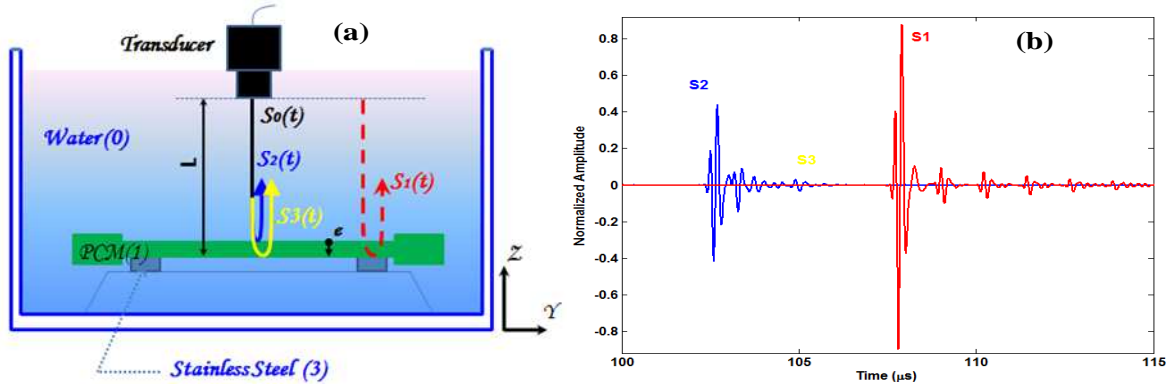 (a)
Transducer
S0(t)
Water(0)
L
S2(t)
S1(t)
S3(t)
e
PCM(1)
Z
Y
Stainless Steel (3)
(b)
S1
S2
S3
Normalized Amplitude
0.8
0.6
0.4
0.2
0
-0.2
-0.4
-0.6
-0.8
100
105
110
115
Time (μs)